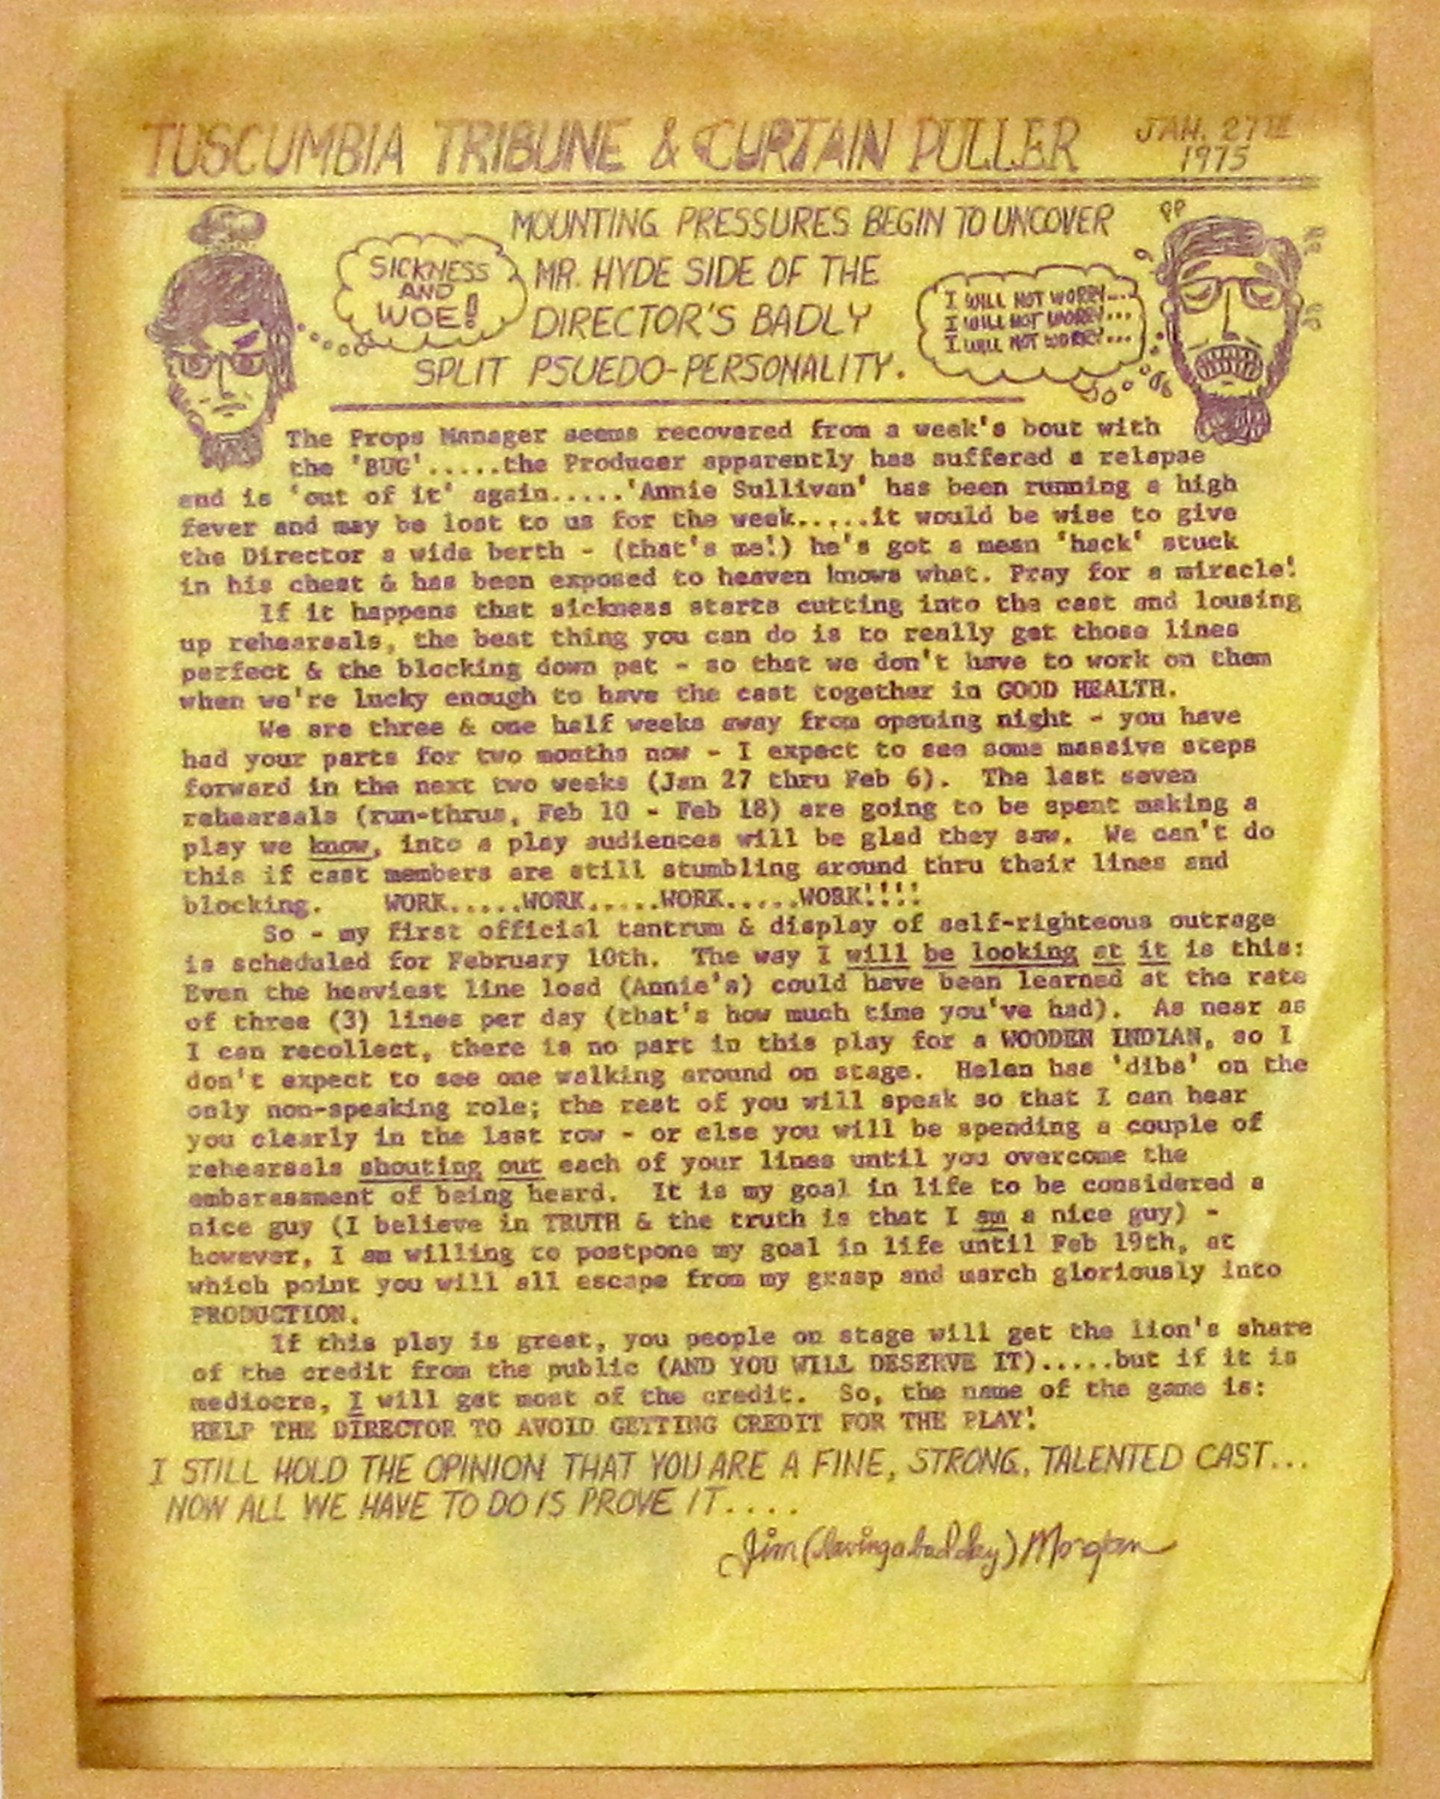 TUSCUMBIA TRIBUNE & CURTAIN PULLER
JAN. 27TH
1975
MOUNTING PRESSURES BEGIN TO UNCOVER
MR. HYDE SIDE OF THE
DIRECTOR'S BADLY
SPLIT PSUEDO-PERSONALITY.
SICKNESS
AND
WOE!
I WILL NOT WORRY...
I WILL NOT WORRY...
I WILL NOT WORRY...
The Props Manager seems recovered from a week's bout with
the 'BUG'.....the Producer apparently has suffered a relapse
and is 'out of it' again.....'Annie Sullivan' has been running a high
fever and may be lost to us for the week.....it would be wise to give
the Director a wide berth - (that's me!) he's got a mean 'hack' stuck
in his chest & has been exposed to heaven knows what. Pray for a miracle!
If it happens that sickness starts cutting into the cast and lousing
up rehearsals, the best thing you can do is to really get those lines
perfect & the blocking down pat - so that we don't have to work on them
when we're lucky enough to have the cast together in GOOD HEALTH.
We are three & one half weeks away from opening night - you have
had your parts for two months now - I expect to see some massive steps
forward in the next two weeks (Jan 27 thru Feb 6). The last seven
rehearsals (run-thrus, Feb 10 - Feb 18) are going to be spent making a
play we know, into a play audiences will be glad they saw. We can't do
this if cast members are still stumbling around thru their lines and
blocking. WORK.....WORK.....WORK.....WORK!!!!
So - my first official tantrum & display of self-righteous outrage
is scheduled for February 10th. The way I will be looking at it is this:
Even the heaviest line load (Annie's) could have been learned at the rate
of three (3) lines per day (that's how much time you've had). As near as
I can recollect, there is no part in this play for a WOODEN INDIAN, so I
don't expect to see one walking around on stage. Helen has 'dibs' on the
only non-speaking role; the rest of you will speak so that I can hear
you clearly in the last row - or else you will be spending a couple of
rehearsals shouting out each of your lines until you overcome the
embarassment of being heard. It is my goal in life to be considered a
nice guy (I believe in TRUTH & the truth is that I am a nice guy) -
however, I am willing to postpone my goal in life until Feb 19th, at
which point you will all escape from my grasp and march gloriously into
PRODUCTION.
If this play is great, you people on stage will get the lion's share
of the credit from the public (AND YOU WILL DESERVE IT).....but if it is
mediocre, I will get most of the credit. So, the name of the game is:
HELP THE DIRECTOR TO AVOID GETTING CREDIT FOR THE PLAY!
I STILL HOLD THE OPINION THAT YOU ARE A FINE, STRONG, TALENTED CAST...
NOW ALL WE HAVE TO DO IS PROVE IT....
Jim (having a bad day) Morgan